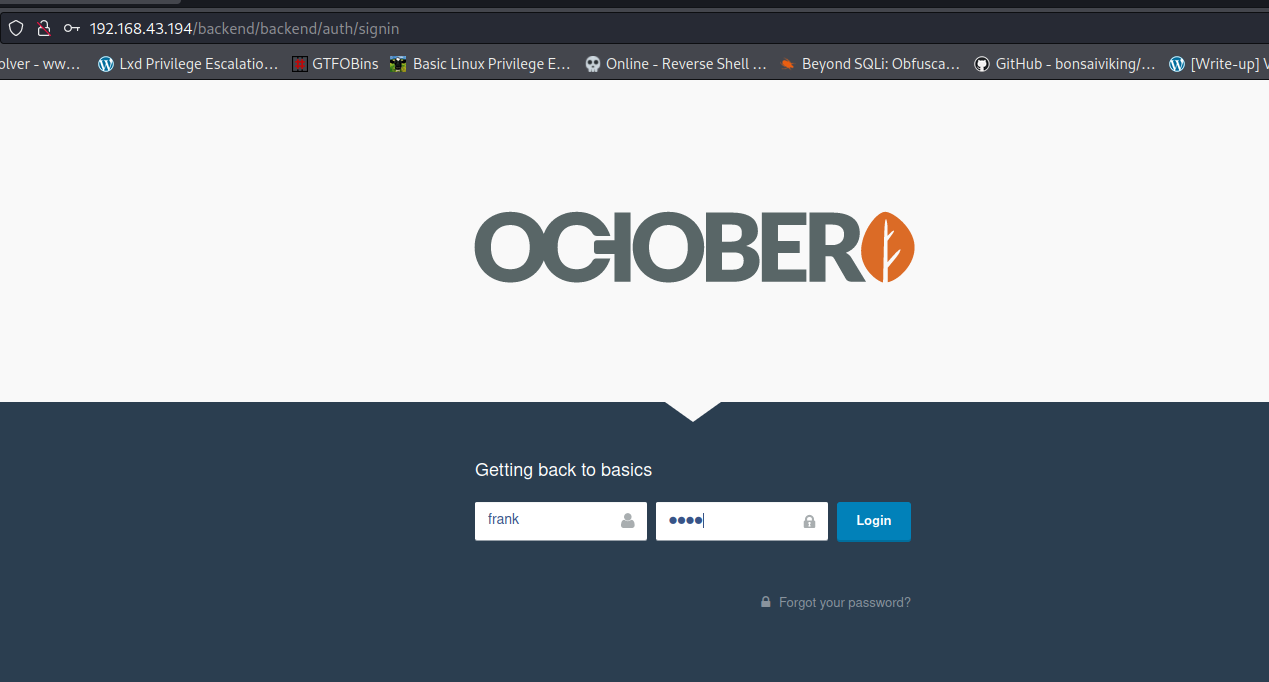 192.168.43.194/backend/backend/auth/signin
olver - ww… Lxd Privilege Escalatio… GTFOBins Basic Linux Privilege E… Online - Reverse Shell … Beyond SQLi: Obfusca… GitHub - bonsaiviking/… [Write-up] V
OCTOBER
Getting back to basics
frank ●●●● Login
Forgot your password?